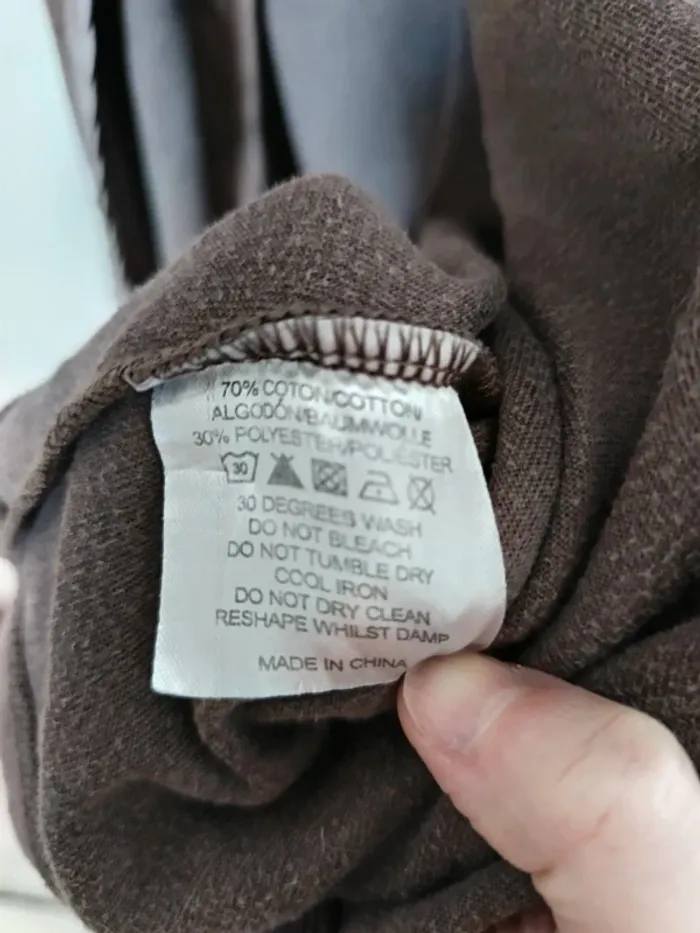 70% COTON/COTTON/
ALGODÓN/BAUMWOLLE
30% POLYESTER/POLIESTER
30
30 DEGREES WASH
DO NOT BLEACH
DO NOT TUMBLE DRY
COOL IRON
DO NOT DRY CLEAN
RESHAPE WHILST DAMP
MADE IN CHINA